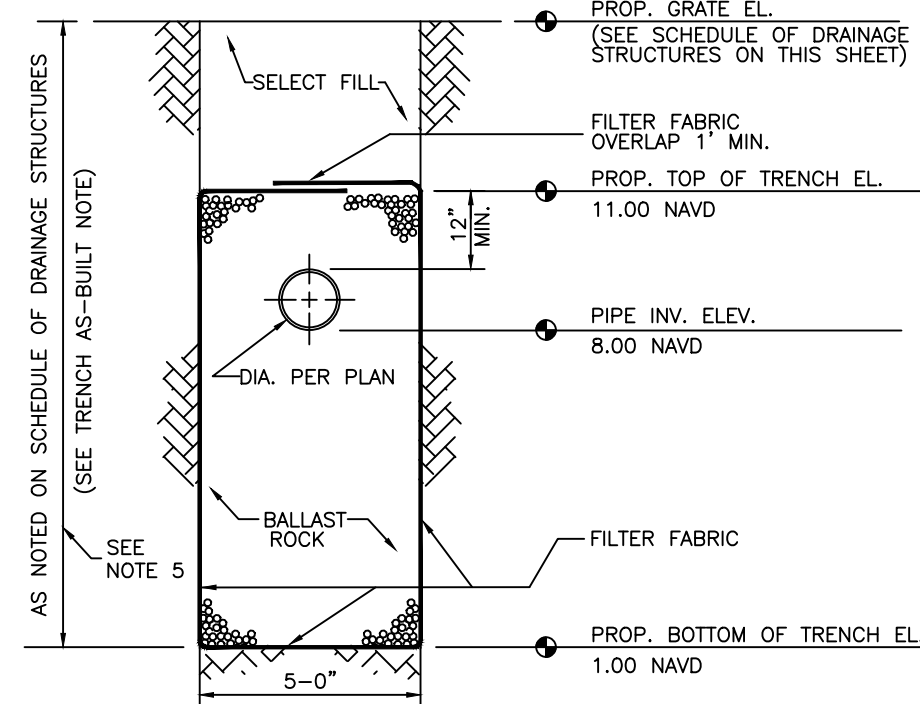 PROP. GRATE EL.
(SEE SCHEDULE OF DRAINAGE
STRUCTURES ON THIS SHEET)
SELECT FILL
FILTER FABRIC
OVERLAP 1' MIN.
PROP. TOP OF TRENCH EL.
11.00 NAVD
12"
MIN.
PIPE INV. ELEV.
8.00 NAVD
DIA. PER PLAN
AS NOTED ON SCHEDULE OF DRAINAGE STRUCTURES
(SEE TRENCH AS-BUILT NOTE)
BALLAST
ROCK
SEE
NOTE 5
FILTER FABRIC
PROP. BOTTOM OF TRENCH EL.
1.00 NAVD
5-0"